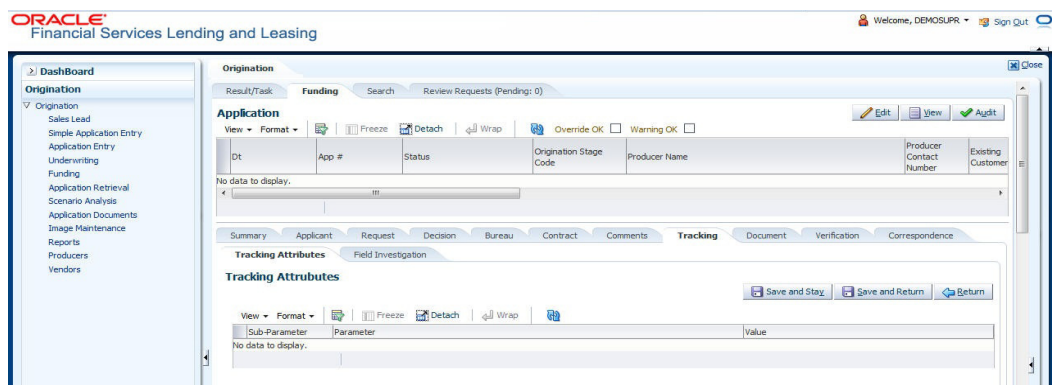 ORACLE
Financial Services Lending and Leasing
Welcome, DEMOSUPR
Sign Out
Close
DashBoard
Origination
Origination
Sales Lead
Simple Application Entry
Application Entry
Underwriting
Funding
Application Retrieval
Scenario Analysis
Application Documents
Image Maintenance
Reports
Producers
Vendors
Origination
Result/Task Funding Search Review Requests (Pending: 0)
Application
Edit View Audit
View Format Freeze Detach Wrap Override OK Warning OK
Dt App # Status Origination Stage Code Producer Name Producer Contact Number Existing Customer
No data to display.
Summary Applicant Request Decision Bureau Contract Comments Tracking Document Verification Correspondence
Tracking Attributes Field Investigation
Tracking Attrubutes
Save and Stay Save and Return Return
View Format Freeze Detach Wrap
Sub-Parameter Parameter Value
No data to display.